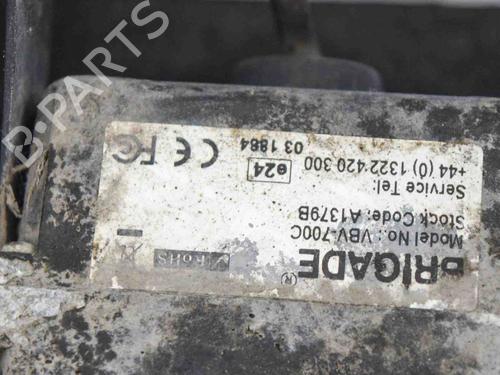 BRIGADE ®
Model No.: VBV-700C
Stock Code: A1379B
Service Tel:
+44 (0) 1322 420 300
e24
03 1884
CE FC
RoHS
B-PARTS